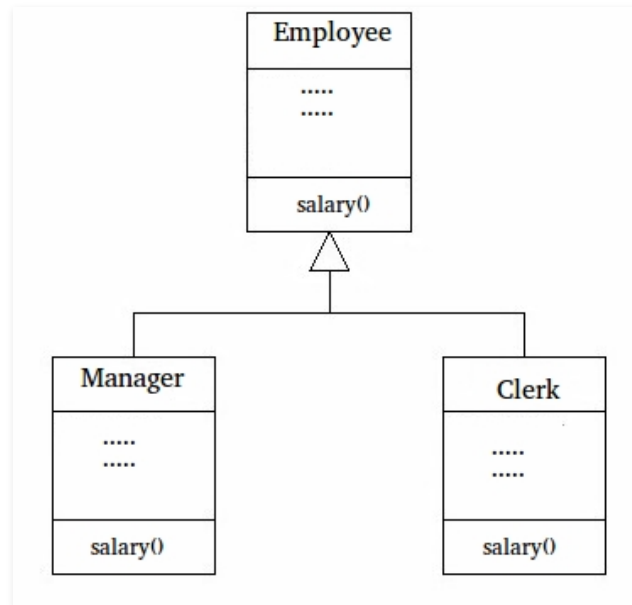 Employee
.....
.....
salary()
Manager
.....
.....
salary()
Clerk
.....
.....
salary()